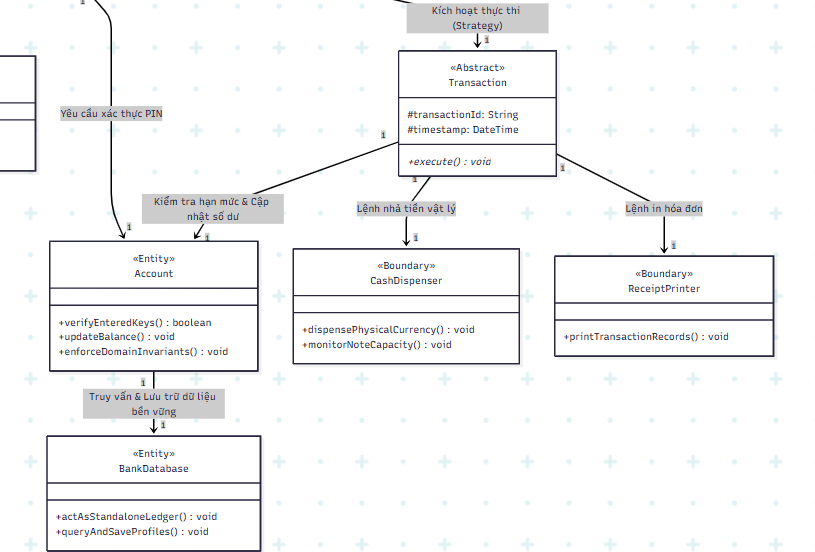 1
Kích hoạt thực thi
(Strategy)
1
«Abstract»
Transaction
#transactionId: String
#timestamp: DateTime
+execute() : void
Yêu cầu xác thực PIN
1
1
1
Kiểm tra hạn mức & Cập
nhật số dư
Lệnh nhả tiền vật lý
Lệnh in hóa đơn
1
1
1
1
«Entity»
Account
+verifyEnteredKeys() : boolean
+updateBalance() : void
+enforceDomainInvariants() : void
«Boundary»
CashDispenser
+dispensePhysicalCurrency() : void
+monitorNoteCapacity() : void
«Boundary»
ReceiptPrinter
+printTransactionRecords() : void
1
Truy vấn & Lưu trữ dữ liệu
bền vững
1
«Entity»
BankDatabase
+actAsStandaloneLedger() : void
+queryAndSaveProfiles() : void